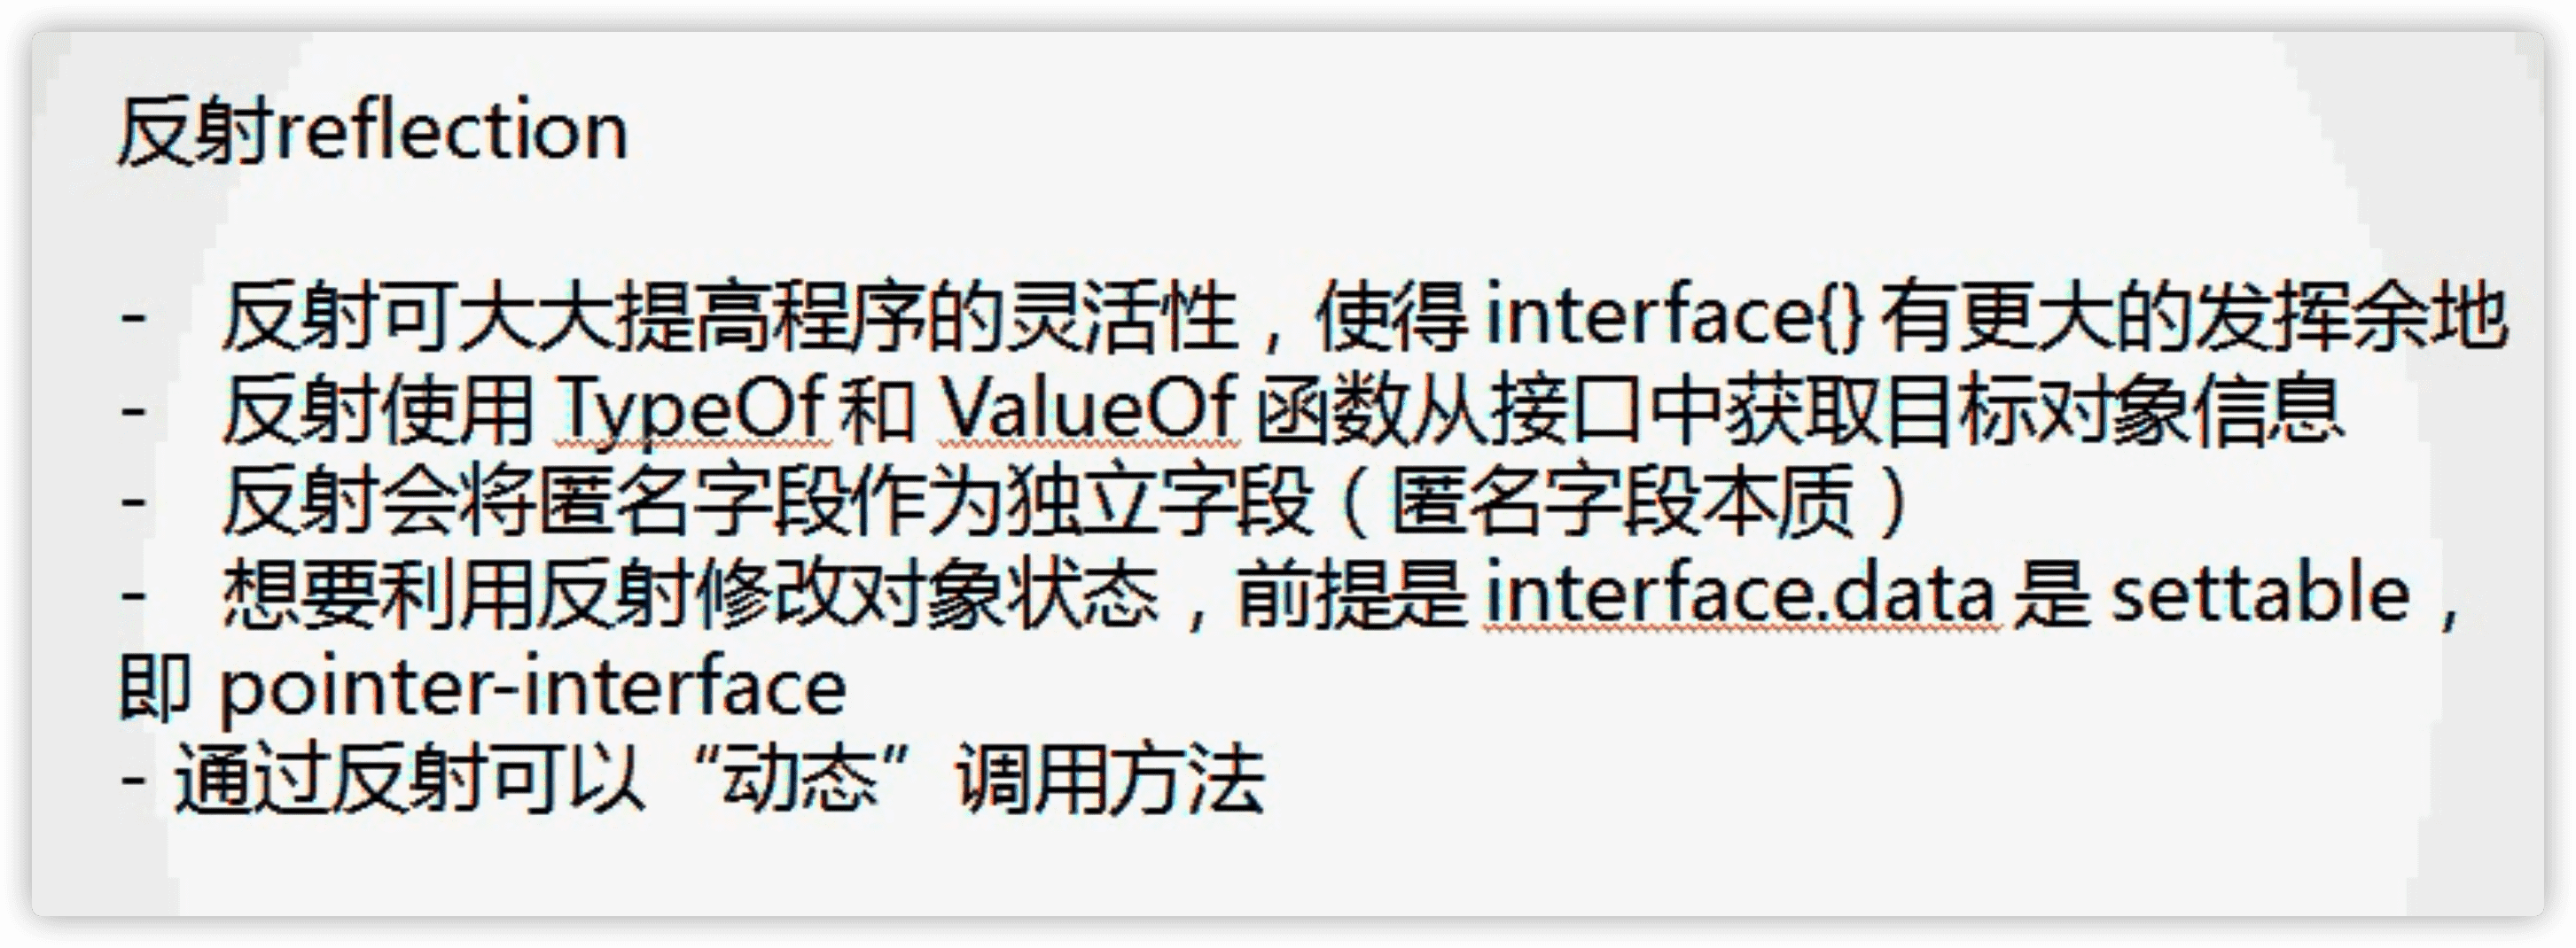 反射reflection
- 反射可大大提高程序的灵活性，使得 interface{} 有更大的发挥余地
- 反射使用 TypeOf 和 ValueOf 函数从接口中获取目标对象信息
- 反射会将匿名字段作为独立字段（匿名字段本质）
- 想要利用反射修改对象状态，前提是 interface.data 是 settable，
即 pointer-interface
- 通过反射可以“动态”调用方法